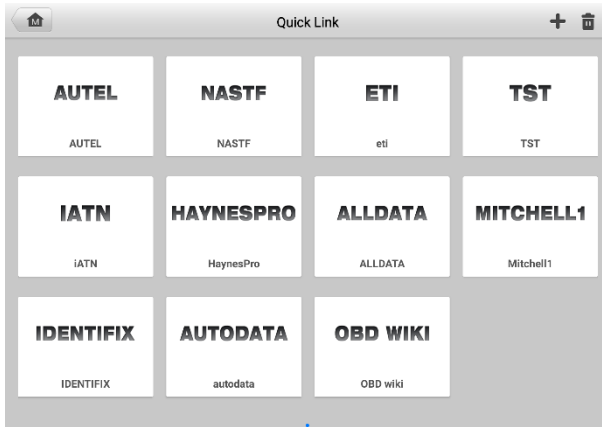 M
Quick Link
AUTEL
NASTF
ETI
TST
AUTEL
NASTF
eti
TST
IATN
HAYNESPRO
ALLDATA
MITCHELL1
iATN
HaynesPro
ALLDATA
Mitchell1
IDENTIFIX
AUTODATA
OBD WIKI
IDENTIFIX
autodata
OBD wiki